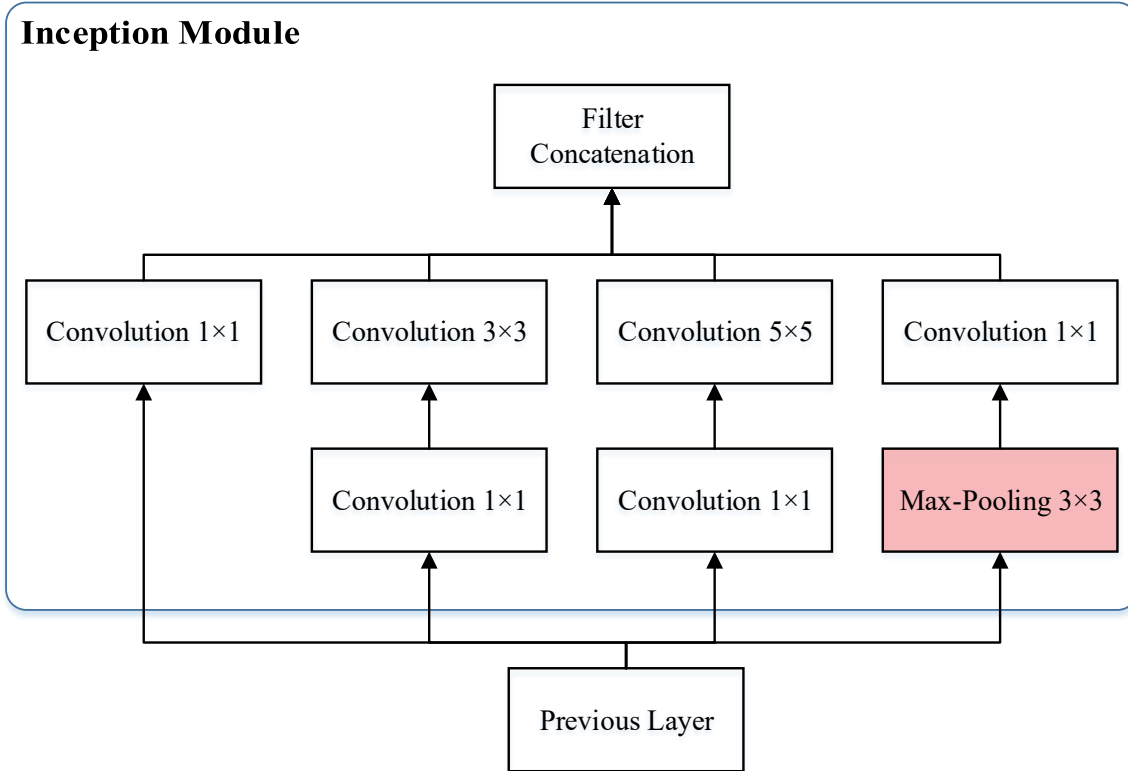 Inception Module
Filter
Concatenation
Convolution 1×1
Convolution 3×3
Convolution 5×5
Convolution 1×1
Convolution 1×1
Convolution 1×1
Max-Pooling 3×3
Previous Layer